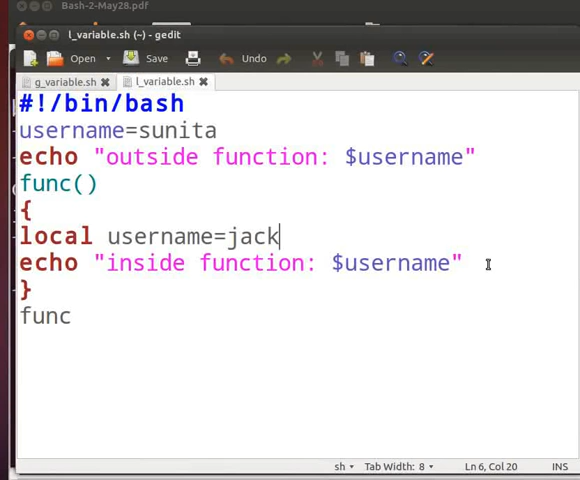 Bash-2-May28.pdf
l_variable.sh (~) - gedit
Open Save Undo
g_variable.sh l_variable.sh
#!/bin/bash
username=sunita
echo "outside function: $username"
func()
{
local username=jack
echo "inside function: $username"
}
func
sh Tab Width: 8 Ln 6, Col 20 INS